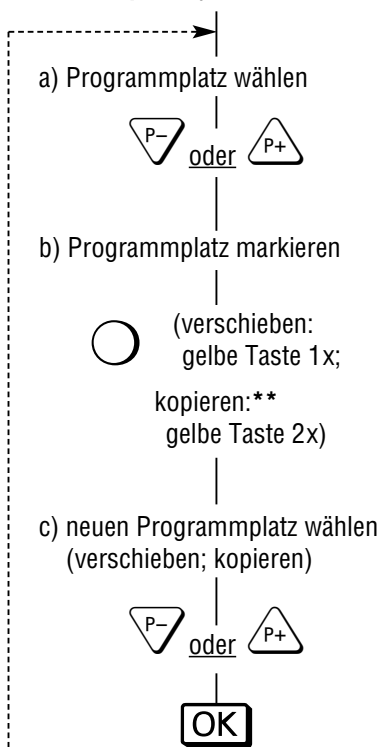 a) Programmplatz wählen
P– oder P+
b) Programmplatz markieren
(verschieben:
gelbe Taste 1x;
kopieren:**
gelbe Taste 2x)
c) neuen Programmplatz wählen
(verschieben; kopieren)
P– oder P+
OK